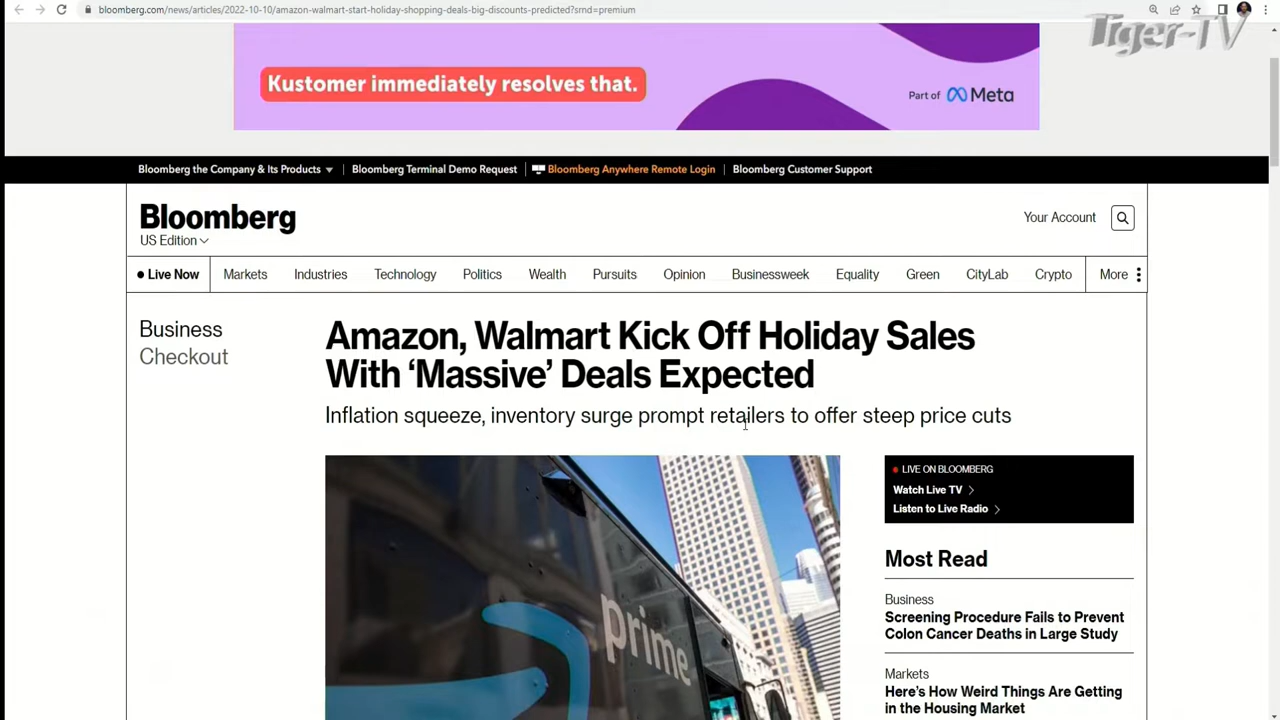 bloomberg.com/news/articles/2022-10-10/amazon-walmart-start-holiday-shopping-deals-big-discounts-predicted?srnd=premium
Tiger-TV
Kustomer immediately resolves that.
Part of Meta
Bloomberg the Company & Its Products
Bloomberg Terminal Demo Request
Bloomberg Anywhere Remote Login
Bloomberg Customer Support
Bloomberg
US Edition
Your Account
Live Now
Markets
Industries
Technology
Politics
Wealth
Pursuits
Opinion
Businessweek
Equality
Green
CityLab
Crypto
More
Business
Checkout
Amazon, Walmart Kick Off Holiday Sales
With ‘Massive’ Deals Expected
Inflation squeeze, inventory surge prompt retailers to offer steep price cuts
prime
LIVE ON BLOOMBERG
Watch Live TV
Listen to Live Radio
Most Read
Business
Screening Procedure Fails to Prevent
Colon Cancer Deaths in Large Study
Markets
Here’s How Weird Things Are Getting
in the Housing Market